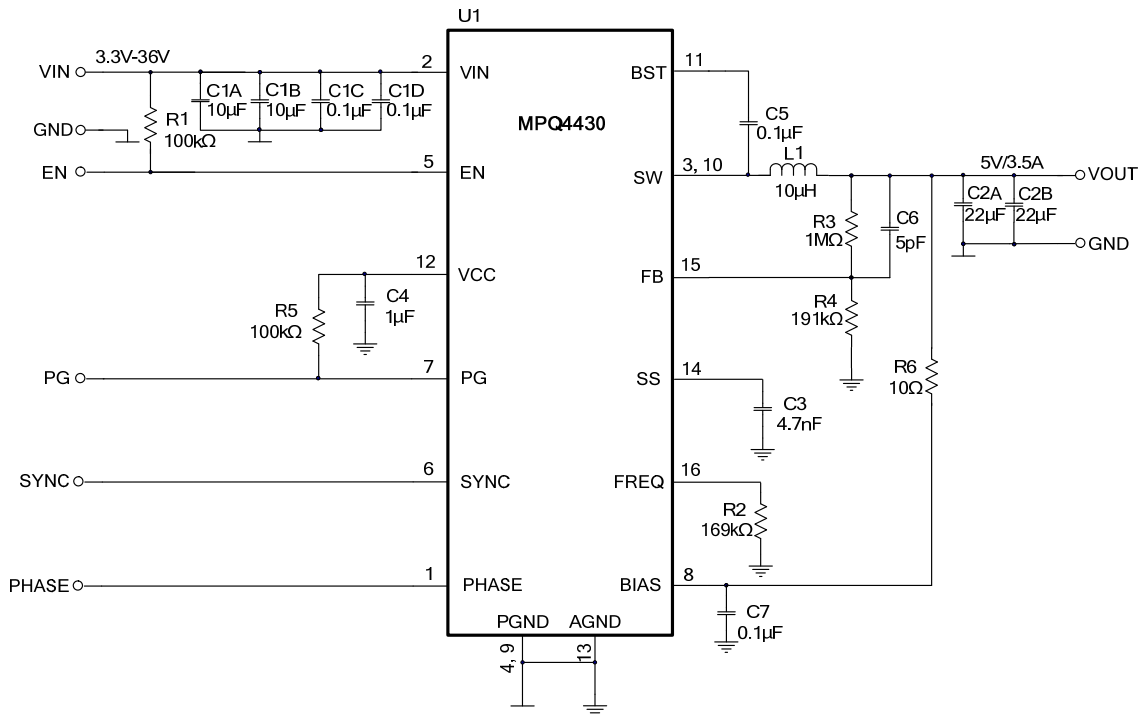 U1
MPQ4430
VIN
3.3V-36V
2
VIN
C1A
10μF
C1B
10μF
C1C
0.1μF
C1D
0.1μF
GND
R1
100kΩ
EN
5
EN
12
VCC
C4
1μF
R5
100kΩ
PG
7
PG
SYNC
6
SYNC
PHASE
1
PHASE
PGND
AGND
4, 9
13
BST
11
C5
0.1μF
SW
3, 10
L1
10μH
5V/3.5A
VOUT
C2A
22μF
C2B
22μF
GND
R3
1MΩ
C6
5pF
FB
15
R4
191kΩ
R6
10Ω
SS
14
C3
4.7nF
FREQ
16
R2
169kΩ
BIAS
8
C7
0.1μF